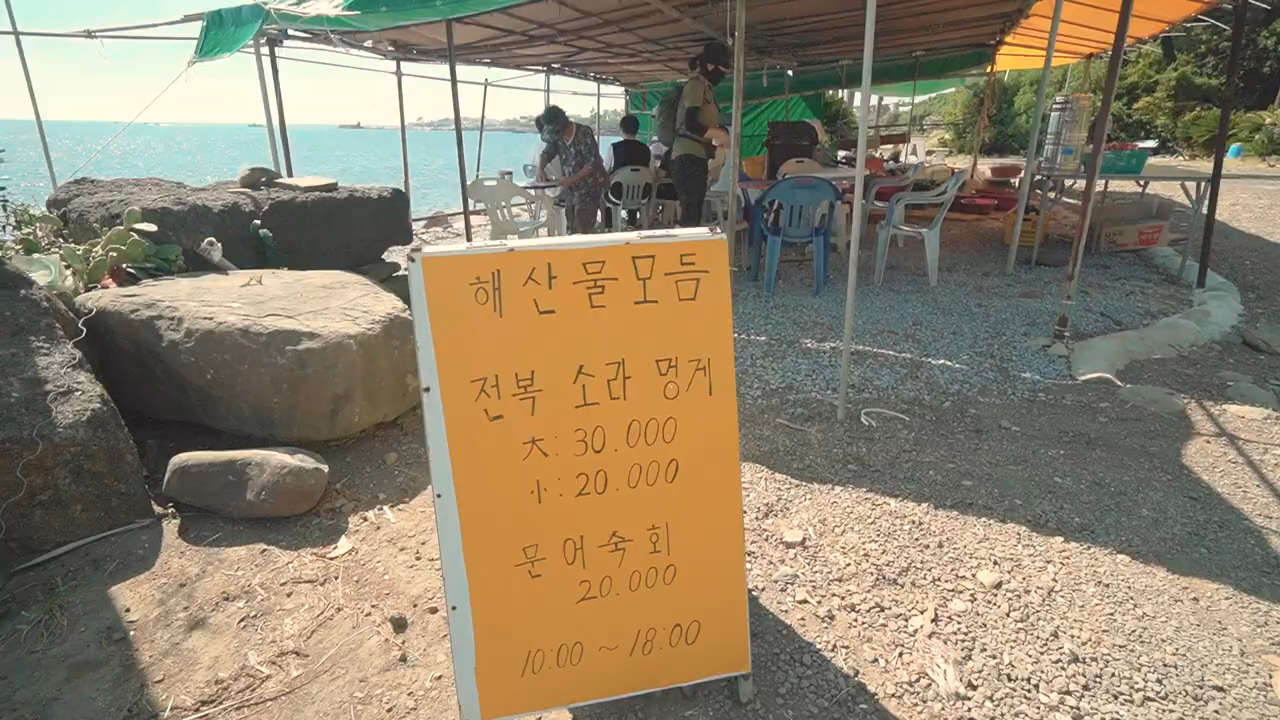 해산물모듬
전복 소라 멍게
大: 30.000
小: 20.000
문어숙회
20.000
10:00 ~ 18:00